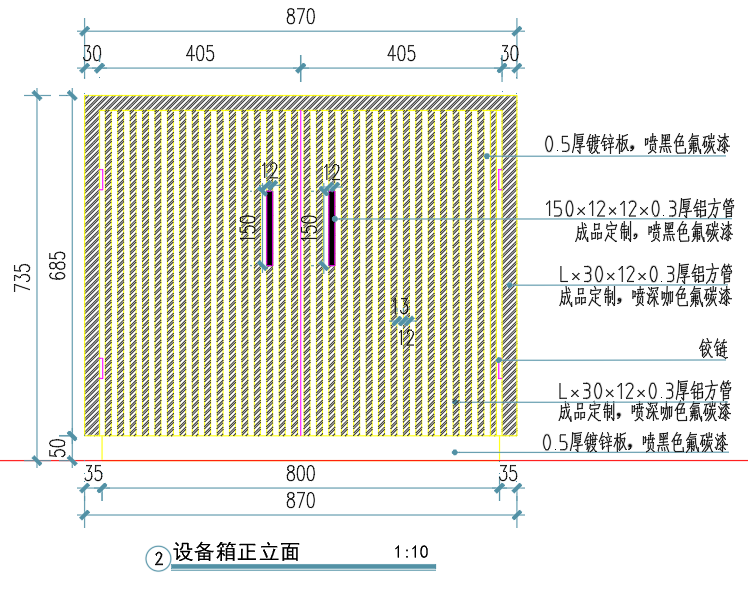 870
30 405 405 30
0.5厚镀锌板，喷黑色氟碳漆
12 12
150 150
150×12×12×0.3厚铝方管
成品定制，喷黑色氟碳漆
735 685
L×30×12×0.3厚铝方管
成品定制，喷深咖色氟碳漆
13
12
铰链
L×30×12×0.3厚铝方管
成品定制，喷深咖色氟碳漆
50
0.5厚镀锌板，喷黑色氟碳漆
35 800 35
870
2 设备箱正立面 1:10